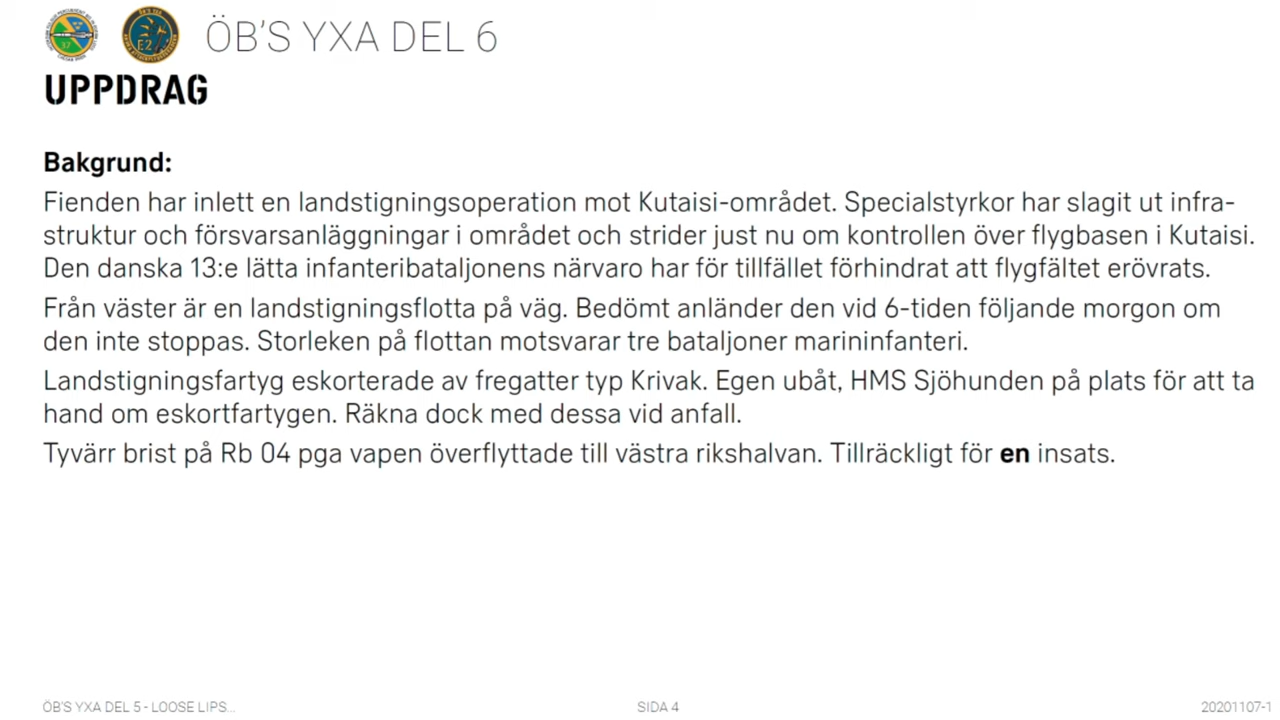 ÖB'S YXA DEL 6
UPPDRAG
Bakgrund:
Fienden har inlett en landstigningsoperation mot Kutaisi-området. Specialstyrkor har slagit ut infra-
struktur och försvarsanläggningar i området och strider just nu om kontrollen över flygbasen i Kutaisi.
Den danska 13:e lätta infanteribataljonens närvaro har för tillfället förhindrat att flygfältet erövrats.
Från väster är en landstigningsflotta på väg. Bedömt anländer den vid 6-tiden följande morgon om
den inte stoppas. Storleken på flottan motsvarar tre bataljoner marininfanteri.
Landstigningsfartyg eskorterade av fregatter typ Krivak. Egen ubåt, HMS Sjöhunden på plats för att ta
hand om eskortfartygen. Räkna dock med dessa vid anfall.
Tyvärr brist på Rb 04 pga vapen överflyttade till västra rikshalvan. Tillräckligt för en insats.
ÖB'S YXA DEL 5 - LOOSE LIPS...
SIDA 4
20201107-1